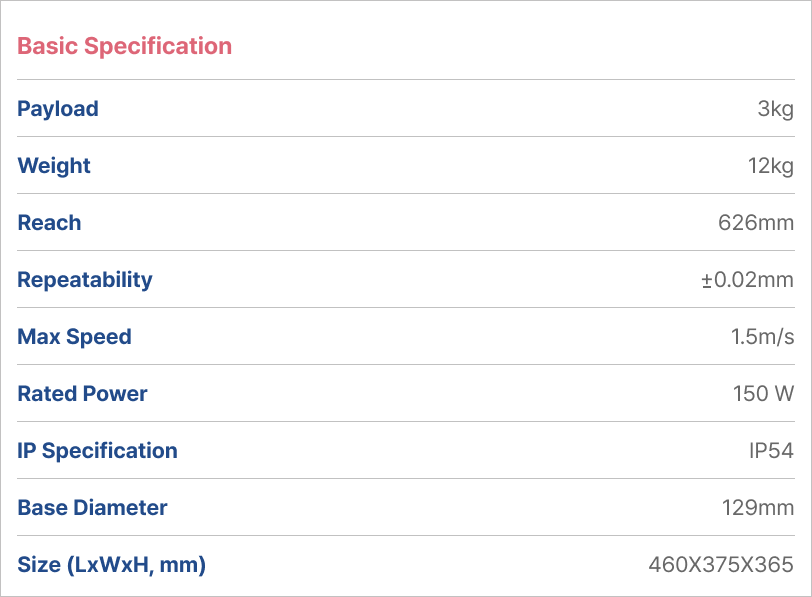 Basic Specification
Payload 3kg
Weight 12kg
Reach 626mm
Repeatability ±0.02mm
Max Speed 1.5m/s
Rated Power 150 W
IP Specification IP54
Base Diameter 129mm
Size (LxWxH, mm) 460X375X365